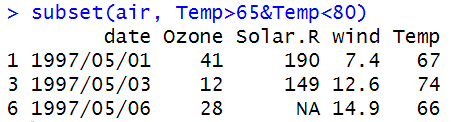 > subset(air, Temp>65&Temp<80)
date Ozone Solar.R wind Temp
1 1997/05/01 41 190 7.4 67
3 1997/05/03 12 149 12.6 74
6 1997/05/06 28 NA 14.9 66